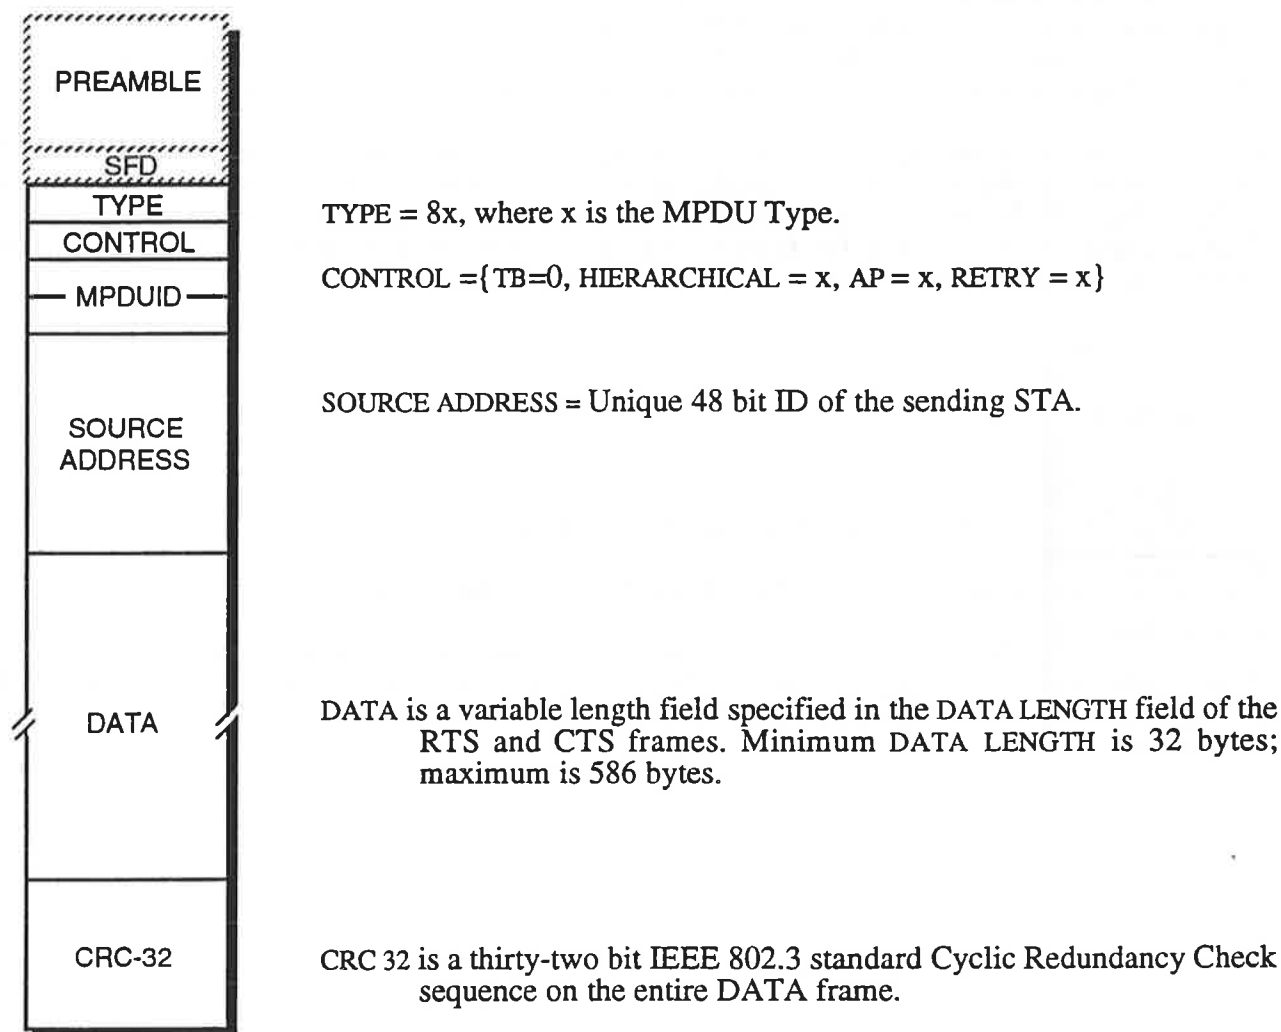 PREAMBLE
SFD
TYPE
TYPE = 8x, where x is the MPDU Type.
CONTROL
CONTROL ={TB=0, HIERARCHICAL = x, AP = x, RETRY = x}
MPDUID
SOURCE ADDRESS = Unique 48 bit ID of the sending STA.
SOURCE
ADDRESS
DATA
DATA is a variable length field specified in the DATA LENGTH field of the
RTS and CTS frames. Minimum DATA LENGTH is 32 bytes;
maximum is 586 bytes.
CRC-32
CRC 32 is a thirty-two bit IEEE 802.3 standard Cyclic Redundancy Check
sequence on the entire DATA frame.